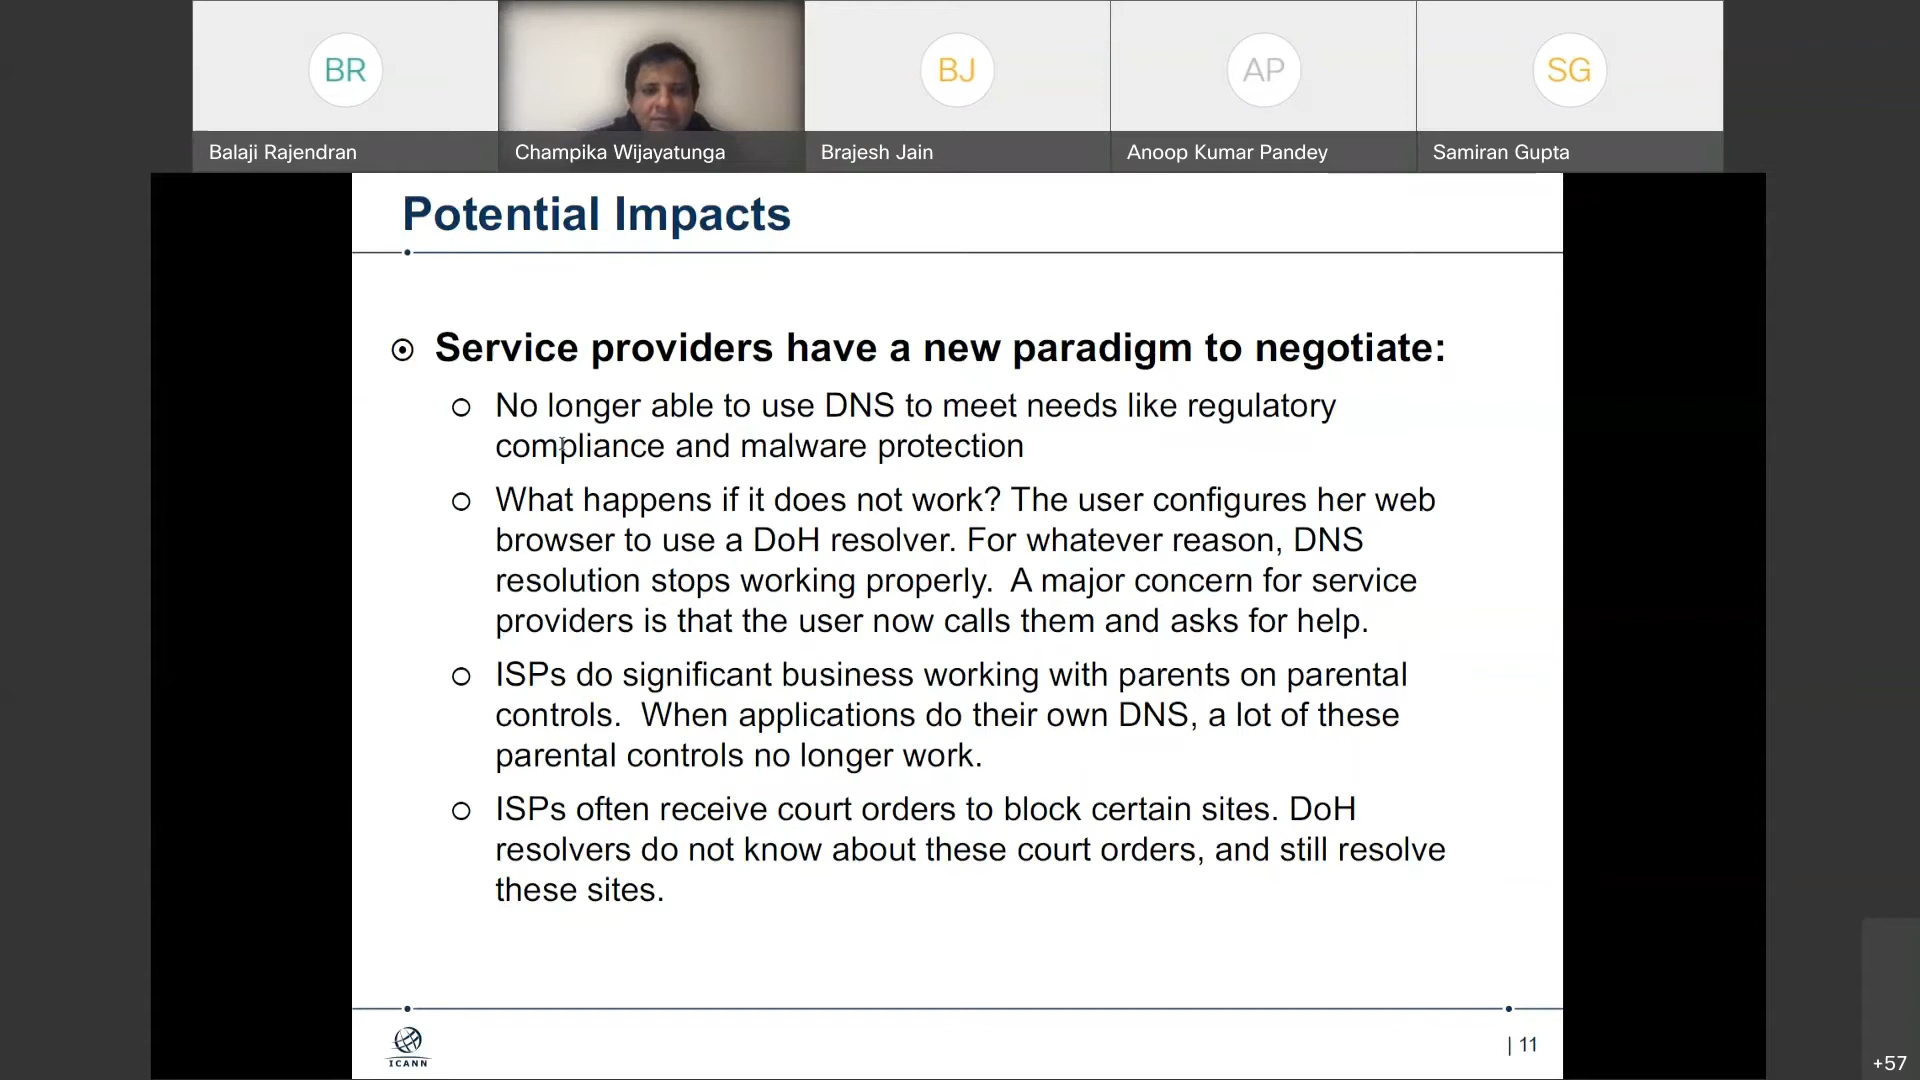 BR
BJ
AP
SG
Balaji Rajendran
Champika Wijayatunga
Brajesh Jain
Anoop Kumar Pandey
Samiran Gupta
Potential Impacts
Service providers have a new paradigm to negotiate:
No longer able to use DNS to meet needs like regulatory
compliance and malware protection
What happens if it does not work? The user configures her web
browser to use a DoH resolver. For whatever reason, DNS
resolution stops working properly.  A major concern for service
providers is that the user now calls them and asks for help.
ISPs do significant business working with parents on parental
controls.  When applications do their own DNS, a lot of these
parental controls no longer work.
ISPs often receive court orders to block certain sites. DoH
resolvers do not know about these court orders, and still resolve
these sites.
ICANN
| 11
+57